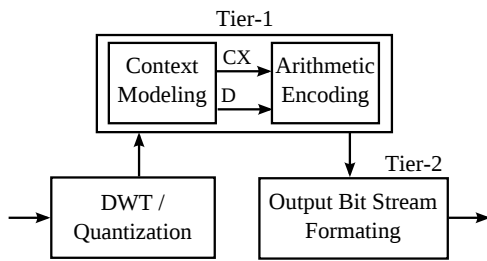 Tier-1
Context
Modeling
CX
D
Arithmetic
Encoding
Tier-2
DWT /
Quantization
Output Bit Stream
Formating